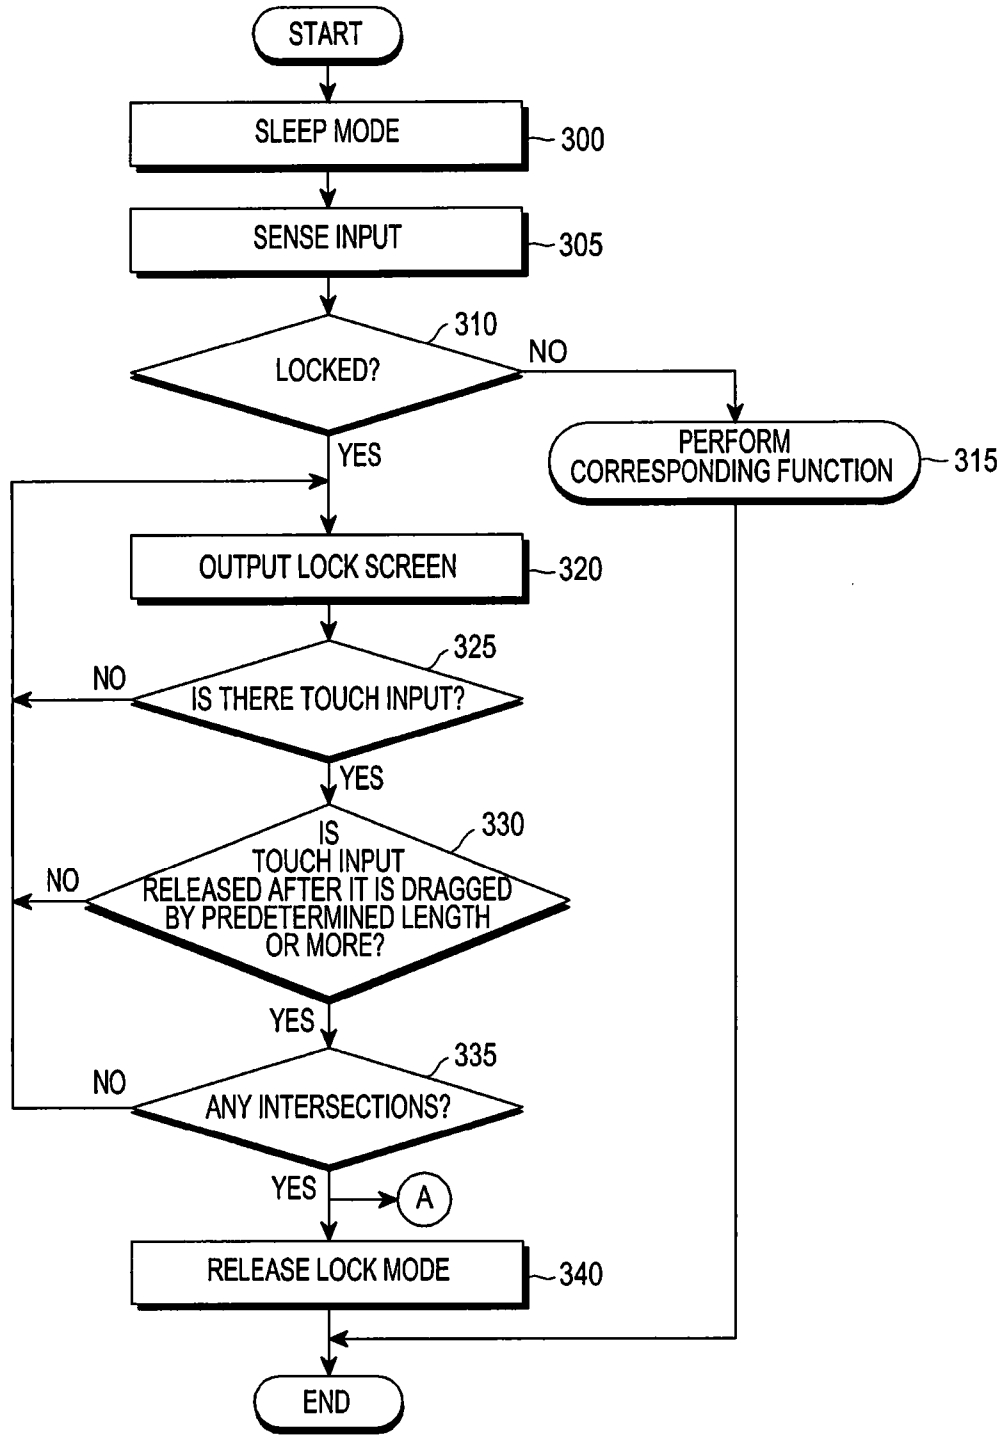 START
SLEEP MODE
300
SENSE INPUT
305
310
LOCKED?
NO
YES
PERFORM
CORRESPONDING FUNCTION
315
OUTPUT LOCK SCREEN
320
325
NO
IS THERE TOUCH INPUT?
YES
330
IS
TOUCH INPUT
NO
RELEASED AFTER IT IS DRAGGED
BY PREDETERMINED LENGTH
OR MORE?
YES
335
NO
ANY INTERSECTIONS?
YES
A
RELEASE LOCK MODE
340
END